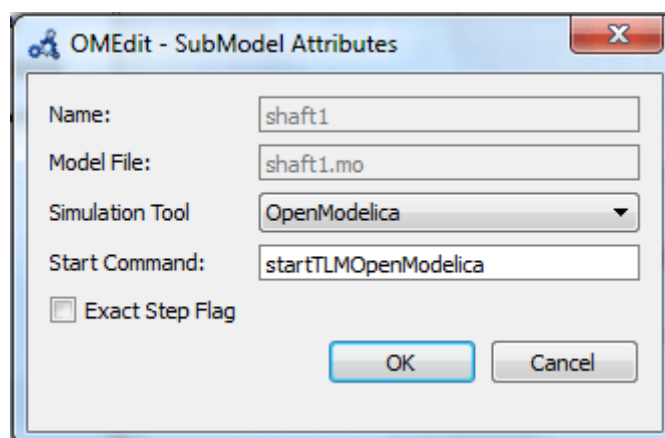 OMEdit - SubModel Attributes
Name: shaft1
Model File: shaft1.mo
Simulation Tool OpenModelica
Start Command: startTLMOpenModelica
Exact Step Flag
OK Cancel